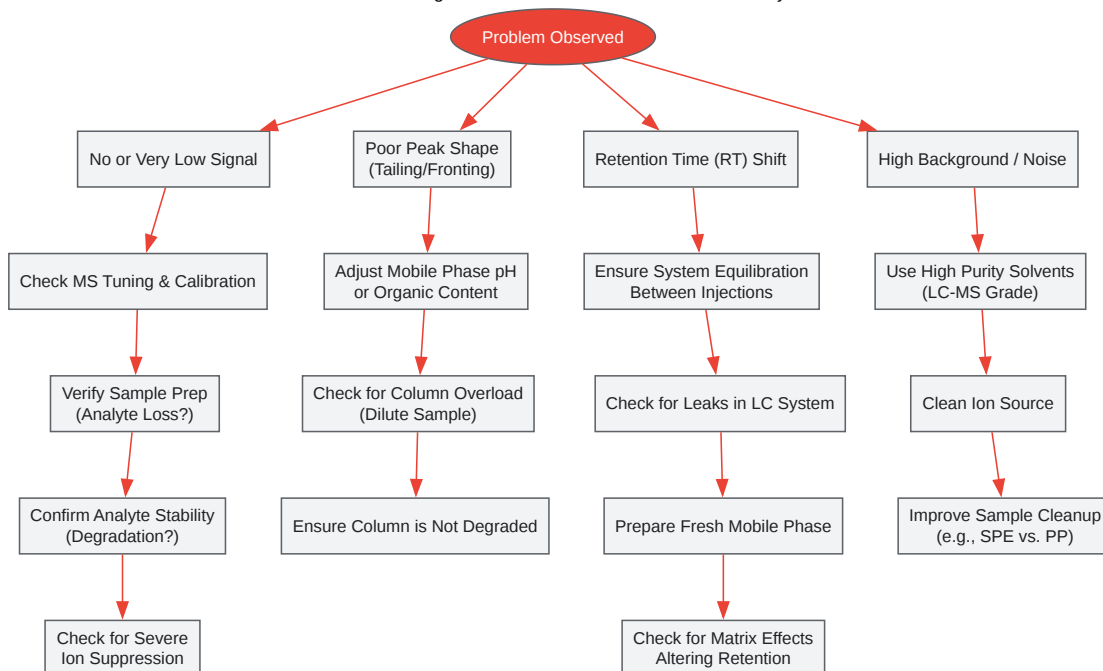 Problem Observed
No or Very Low Signal
Poor Peak Shape
(Tailing/Fronting)
Retention Time (RT) Shift
High Background / Noise
Check MS Tuning & Calibration
Adjust Mobile Phase pH
or Organic Content
Ensure System Equilibration
Between Injections
Use High Purity Solvents
(LC-MS Grade)
Verify Sample Prep
(Analyte Loss?)
Check for Column Overload
(Dilute Sample)
Check for Leaks in LC System
Clean Ion Source
Confirm Analyte Stability
(Degradation?)
Ensure Column is Not Degraded
Prepare Fresh Mobile Phase
Improve Sample Cleanup
(e.g., SPE vs. PP)
Check for Severe
Ion Suppression
Check for Matrix Effects
Altering Retention